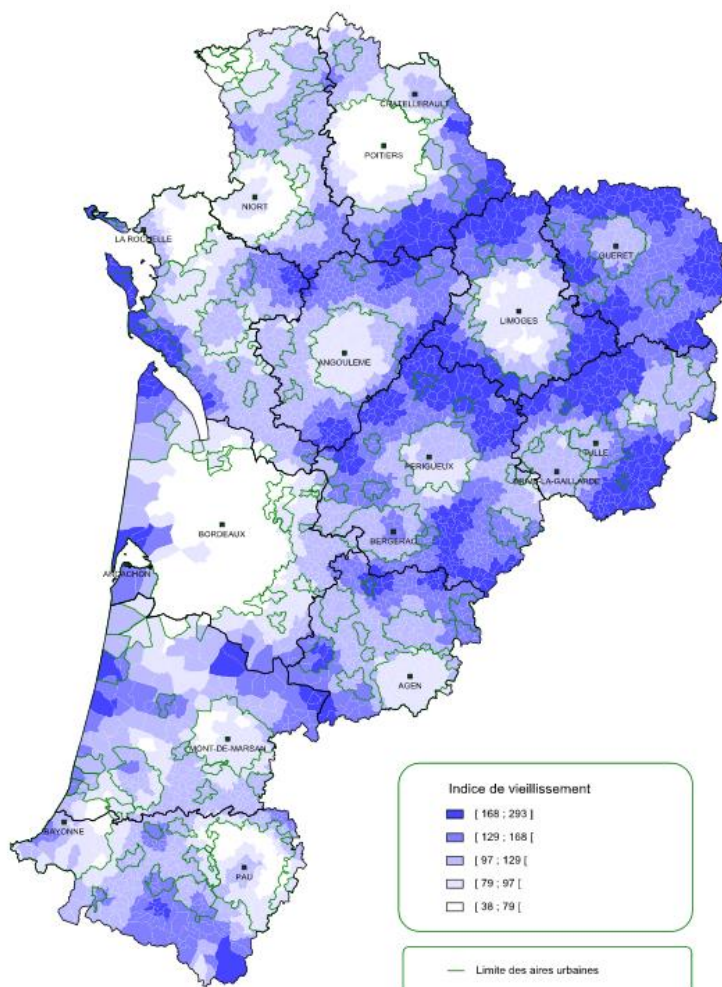 CHATELLERAULT
POITIERS
NIORT
LA ROCHELLE
GUERET
LIMOGES
ANGOULEME
TULLE
PERIGUEUX
BRIVE-LA-GAILLARDE
BORDEAUX
BERGERAC
ARCACHON
AGEN
MONT-DE-MARSAN
BAYONNE
PAU
Indice de vieillissement
[ 168 ; 293 ]
[ 129 ; 168 [
[ 97 ; 129 [
[ 79 ; 97 [
[ 38 ; 79 [
Limite des aires urbaines